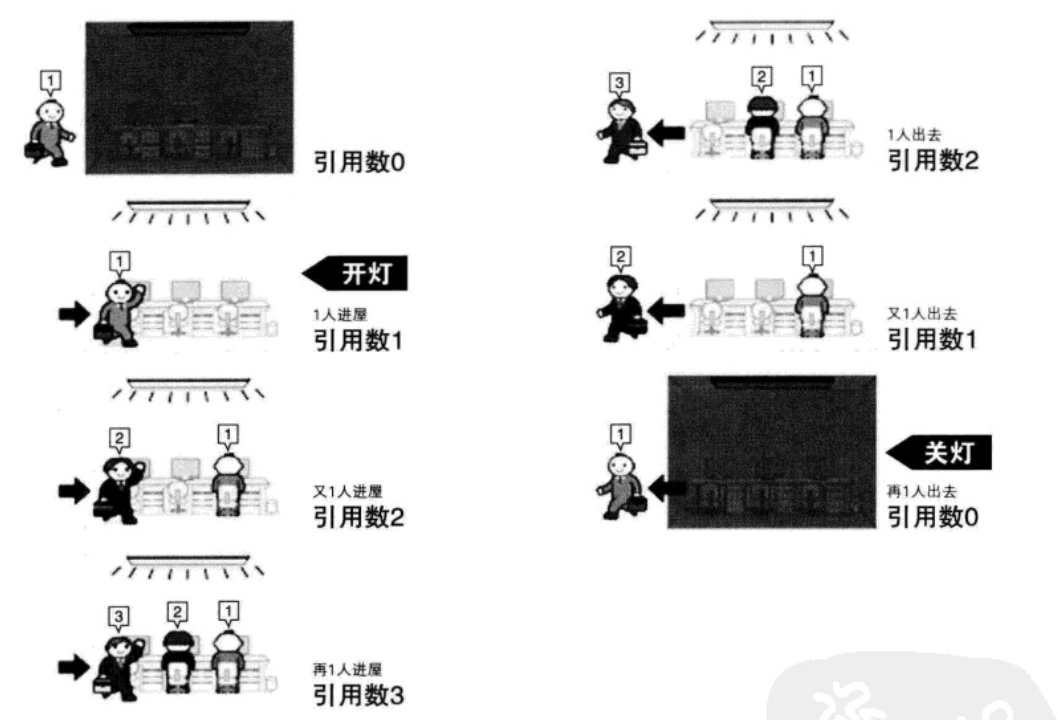 1
引用数0
1
开灯
1人进屋
引用数1
2
1
又1人进屋
引用数2
3
2
1
再1人进屋
引用数3
3
2
1
1人出去
引用数2
2
1
又1人出去
引用数1
1
关灯
再1人出去
引用数0